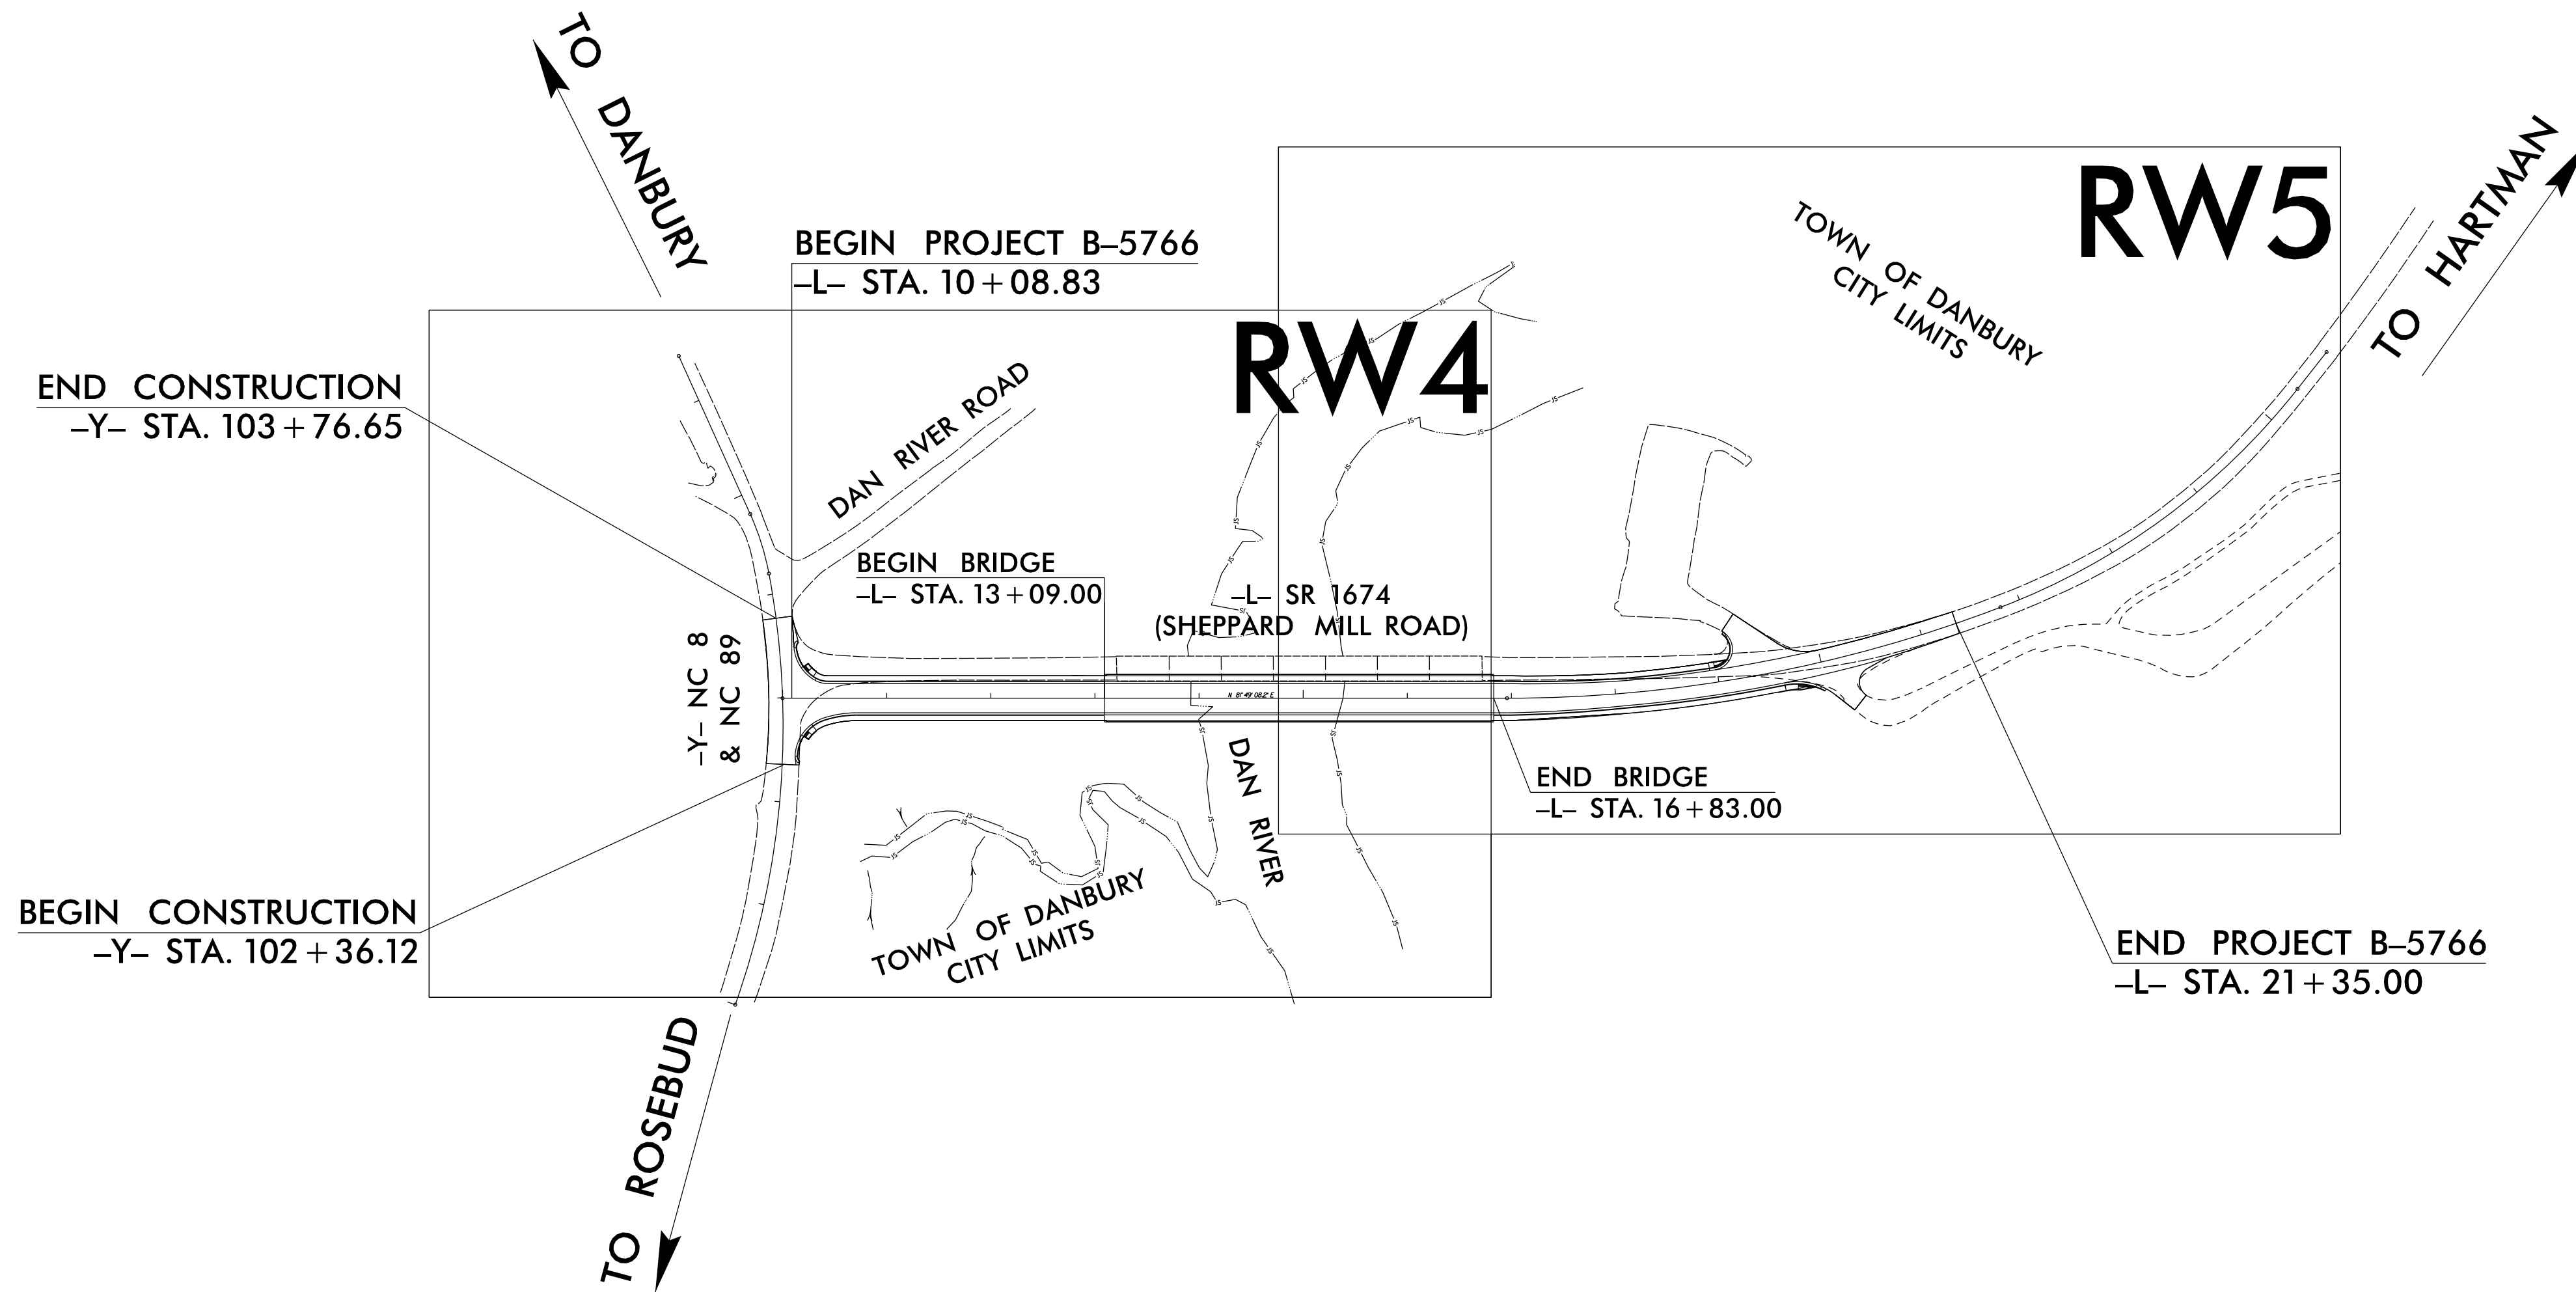 TO DANBURY
RW5
TO HARTMAN
TOWN OF DANBURY
CITY LIMITS
BEGIN PROJECT B–5766
–L– STA. 10+08.83
RW4
END CONSTRUCTION
–Y– STA. 103+76.65
DAN RIVER ROAD
BEGIN BRIDGE
–L– STA. 13+09.00
–L– SR 1674
(SHEPPARD MILL ROAD)
–Y– NC 8
& NC 89
DAN RIVER
END BRIDGE
–L– STA. 16+83.00
BEGIN CONSTRUCTION
–Y– STA. 102+36.12
TOWN OF DANBURY
CITY LIMITS
END PROJECT B–5766
–L– STA. 21+35.00
TO ROSEBUD